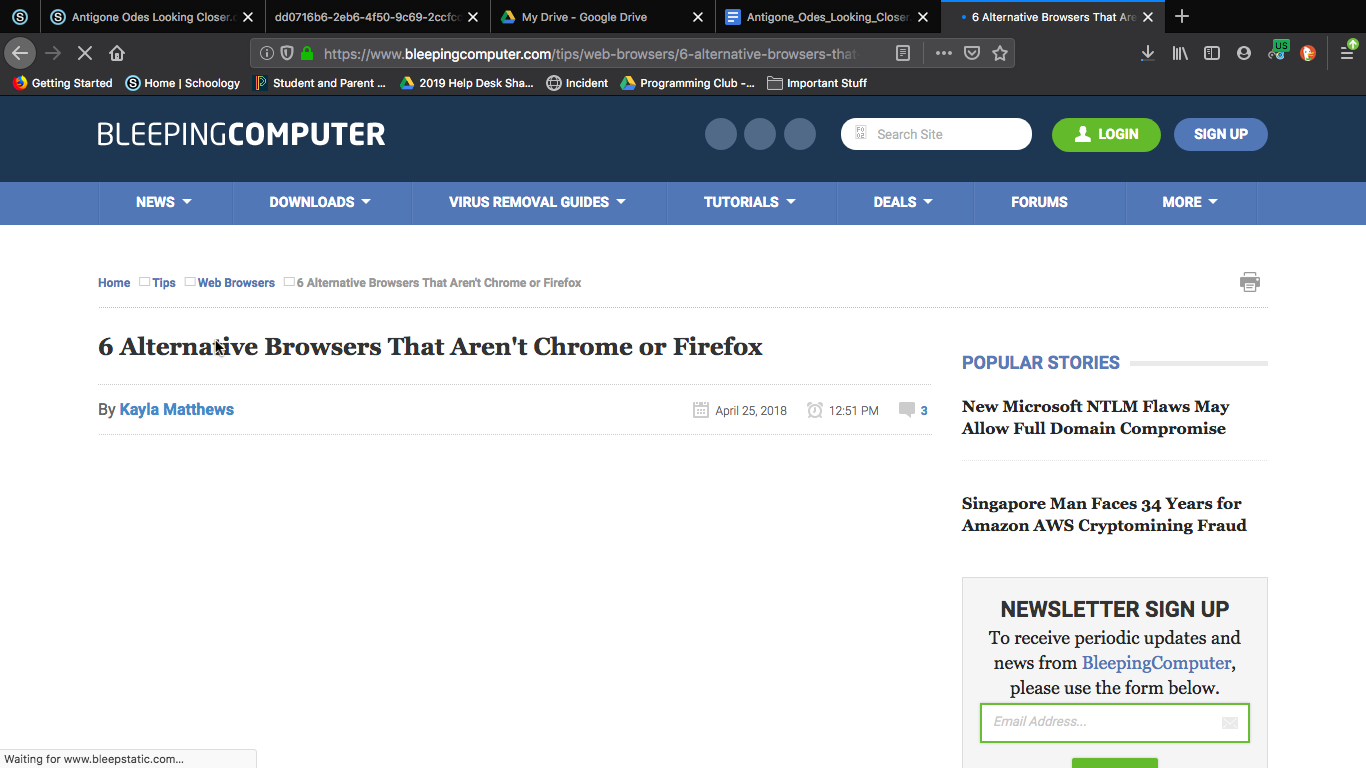 Antigone Odes Looking Closer.
dd0716b6-2eb6-4f50-9c69-2ccfc
My Drive - Google Drive
Antigone_Odes_Looking_Closer
6 Alternative Browsers That Are
https://www.bleepingcomputer.com/tips/web-browsers/6-alternative-browsers-that
US
Getting Started
Home | Schoology
Student and Parent ...
2019 Help Desk Sha...
Incident
Programming Club -...
Important Stuff
BLEEPINGCOMPUTER
Search Site
LOGIN
SIGN UP
NEWS
DOWNLOADS
VIRUS REMOVAL GUIDES
TUTORIALS
DEALS
FORUMS
MORE
Home
Tips
Web Browsers
6 Alternative Browsers That Aren't Chrome or Firefox
6 Alternative Browsers That Aren't Chrome or Firefox
By Kayla Matthews
April 25, 2018
12:51 PM
3
POPULAR STORIES
New Microsoft NTLM Flaws May
Allow Full Domain Compromise
Singapore Man Faces 34 Years for
Amazon AWS Cryptomining Fraud
NEWSLETTER SIGN UP
To receive periodic updates and
news from BleepingComputer,
please use the form below.
Email Address...
Waiting for www.bleepstatic.com...